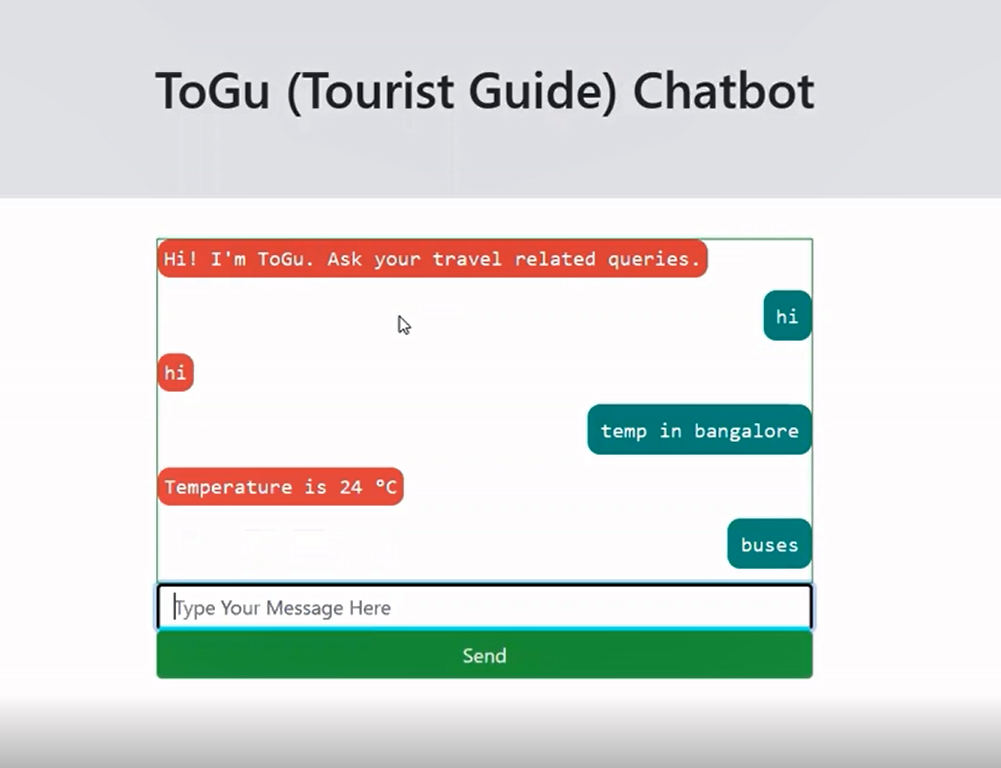 ToGu (Tourist Guide) Chatbot
Hi! I'm ToGu. Ask your travel related queries.
hi
hi
temp in bangalore
Temperature is 24 °C
buses
Type Your Message Here
Send